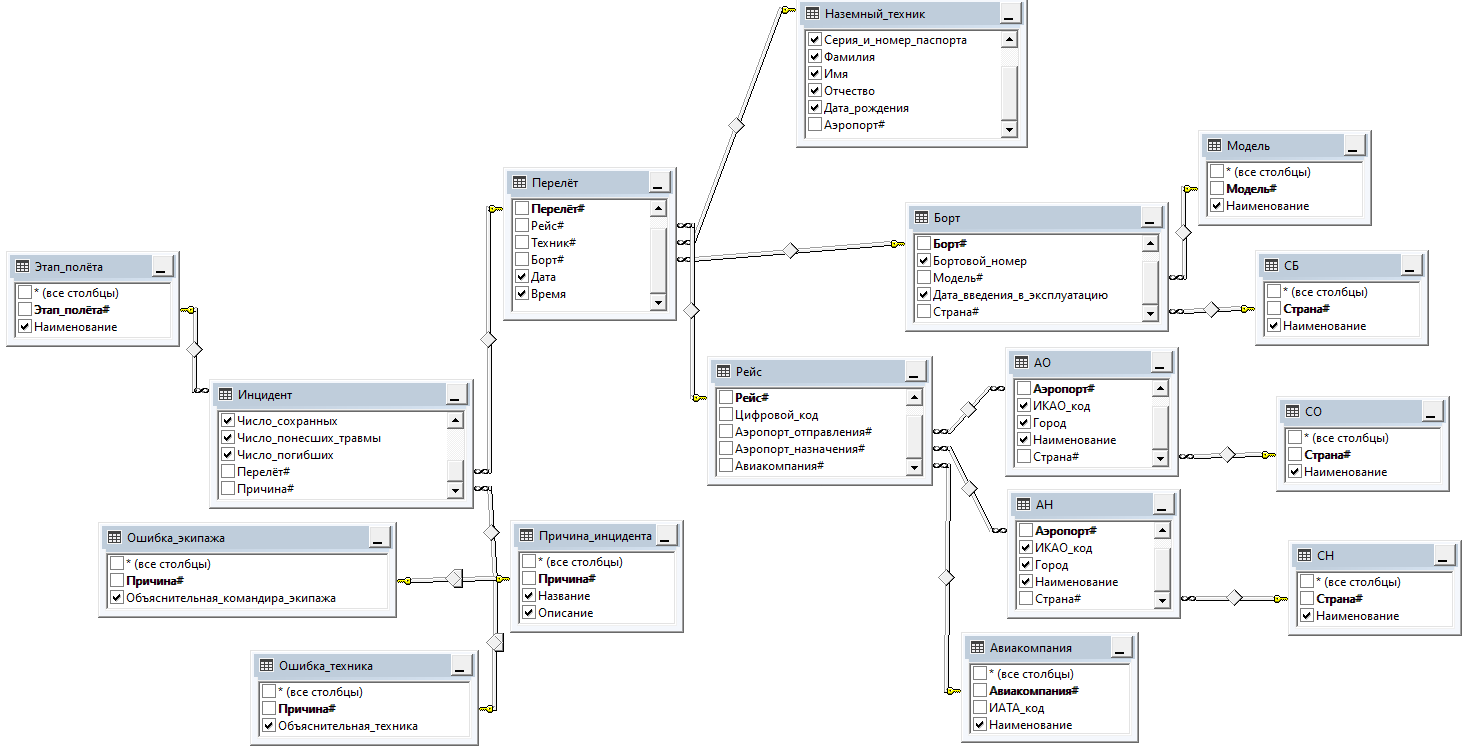 Наземный_техник
Серия_и_номер_паспорта
Фамилия
Имя
Отчество
Дата_рождения
Аэропорт#
Модель
* (все столбцы)
Модель#
Наименование
Перелёт
Перелёт#
Рейс#
Техник#
Борт#
Дата
Время
Борт
Борт#
Бортовой_номер
Модель#
Дата_введения_в_эксплуатацию
Страна#
Этап_полёта
* (все столбцы)
Этап_полёта#
Наименование
СБ
* (все столбцы)
Страна#
Наименование
Инцидент
Число_сохранных
Число_понесших_травмы
Число_погибших
Перелёт#
Причина#
Рейс
Рейс#
Цифровой_код
Аэропорт_отправления#
Аэропорт_назначения#
Авиакомпания#
АО
Аэропорт#
ИКАО_код
Город
Наименование
Страна#
СО
* (все столбцы)
Страна#
Наименование
Ошибка_экипажа
* (все столбцы)
Причина#
Объяснительная_командира_экипажа
Причина_инцидента
* (все столбцы)
Причина#
Название
Описание
АН
Аэропорт#
ИКАО_код
Город
Наименование
Страна#
СН
* (все столбцы)
Страна#
Наименование
Ошибка_техника
* (все столбцы)
Причина#
Объяснительная_техника
Авиакомпания
* (все столбцы)
Авиакомпания#
ИАТА_код
Наименование